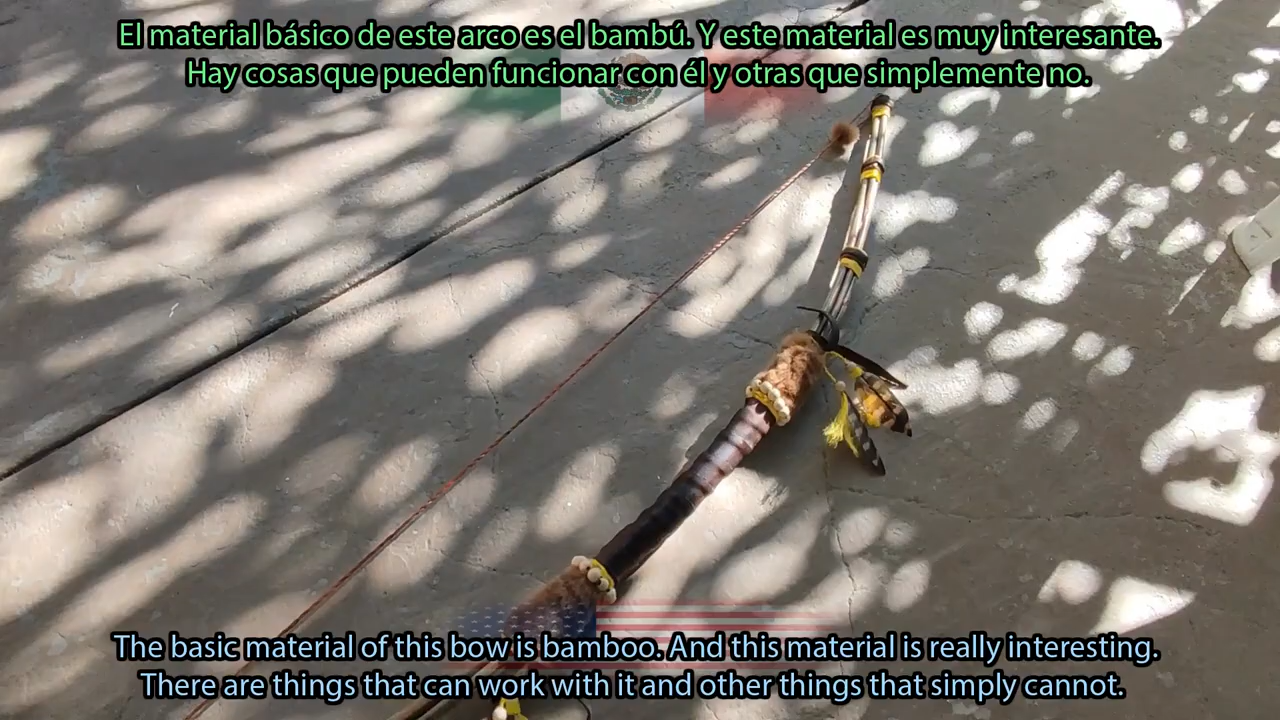 El material básico de este arco es el bambú. Y este material es muy interesante.
Hay cosas que pueden funcionar con él y otras que simplemente no.
The basic material of this bow is bamboo. And this material is really interesting.
There are things that can work with it and other things that simply cannot.